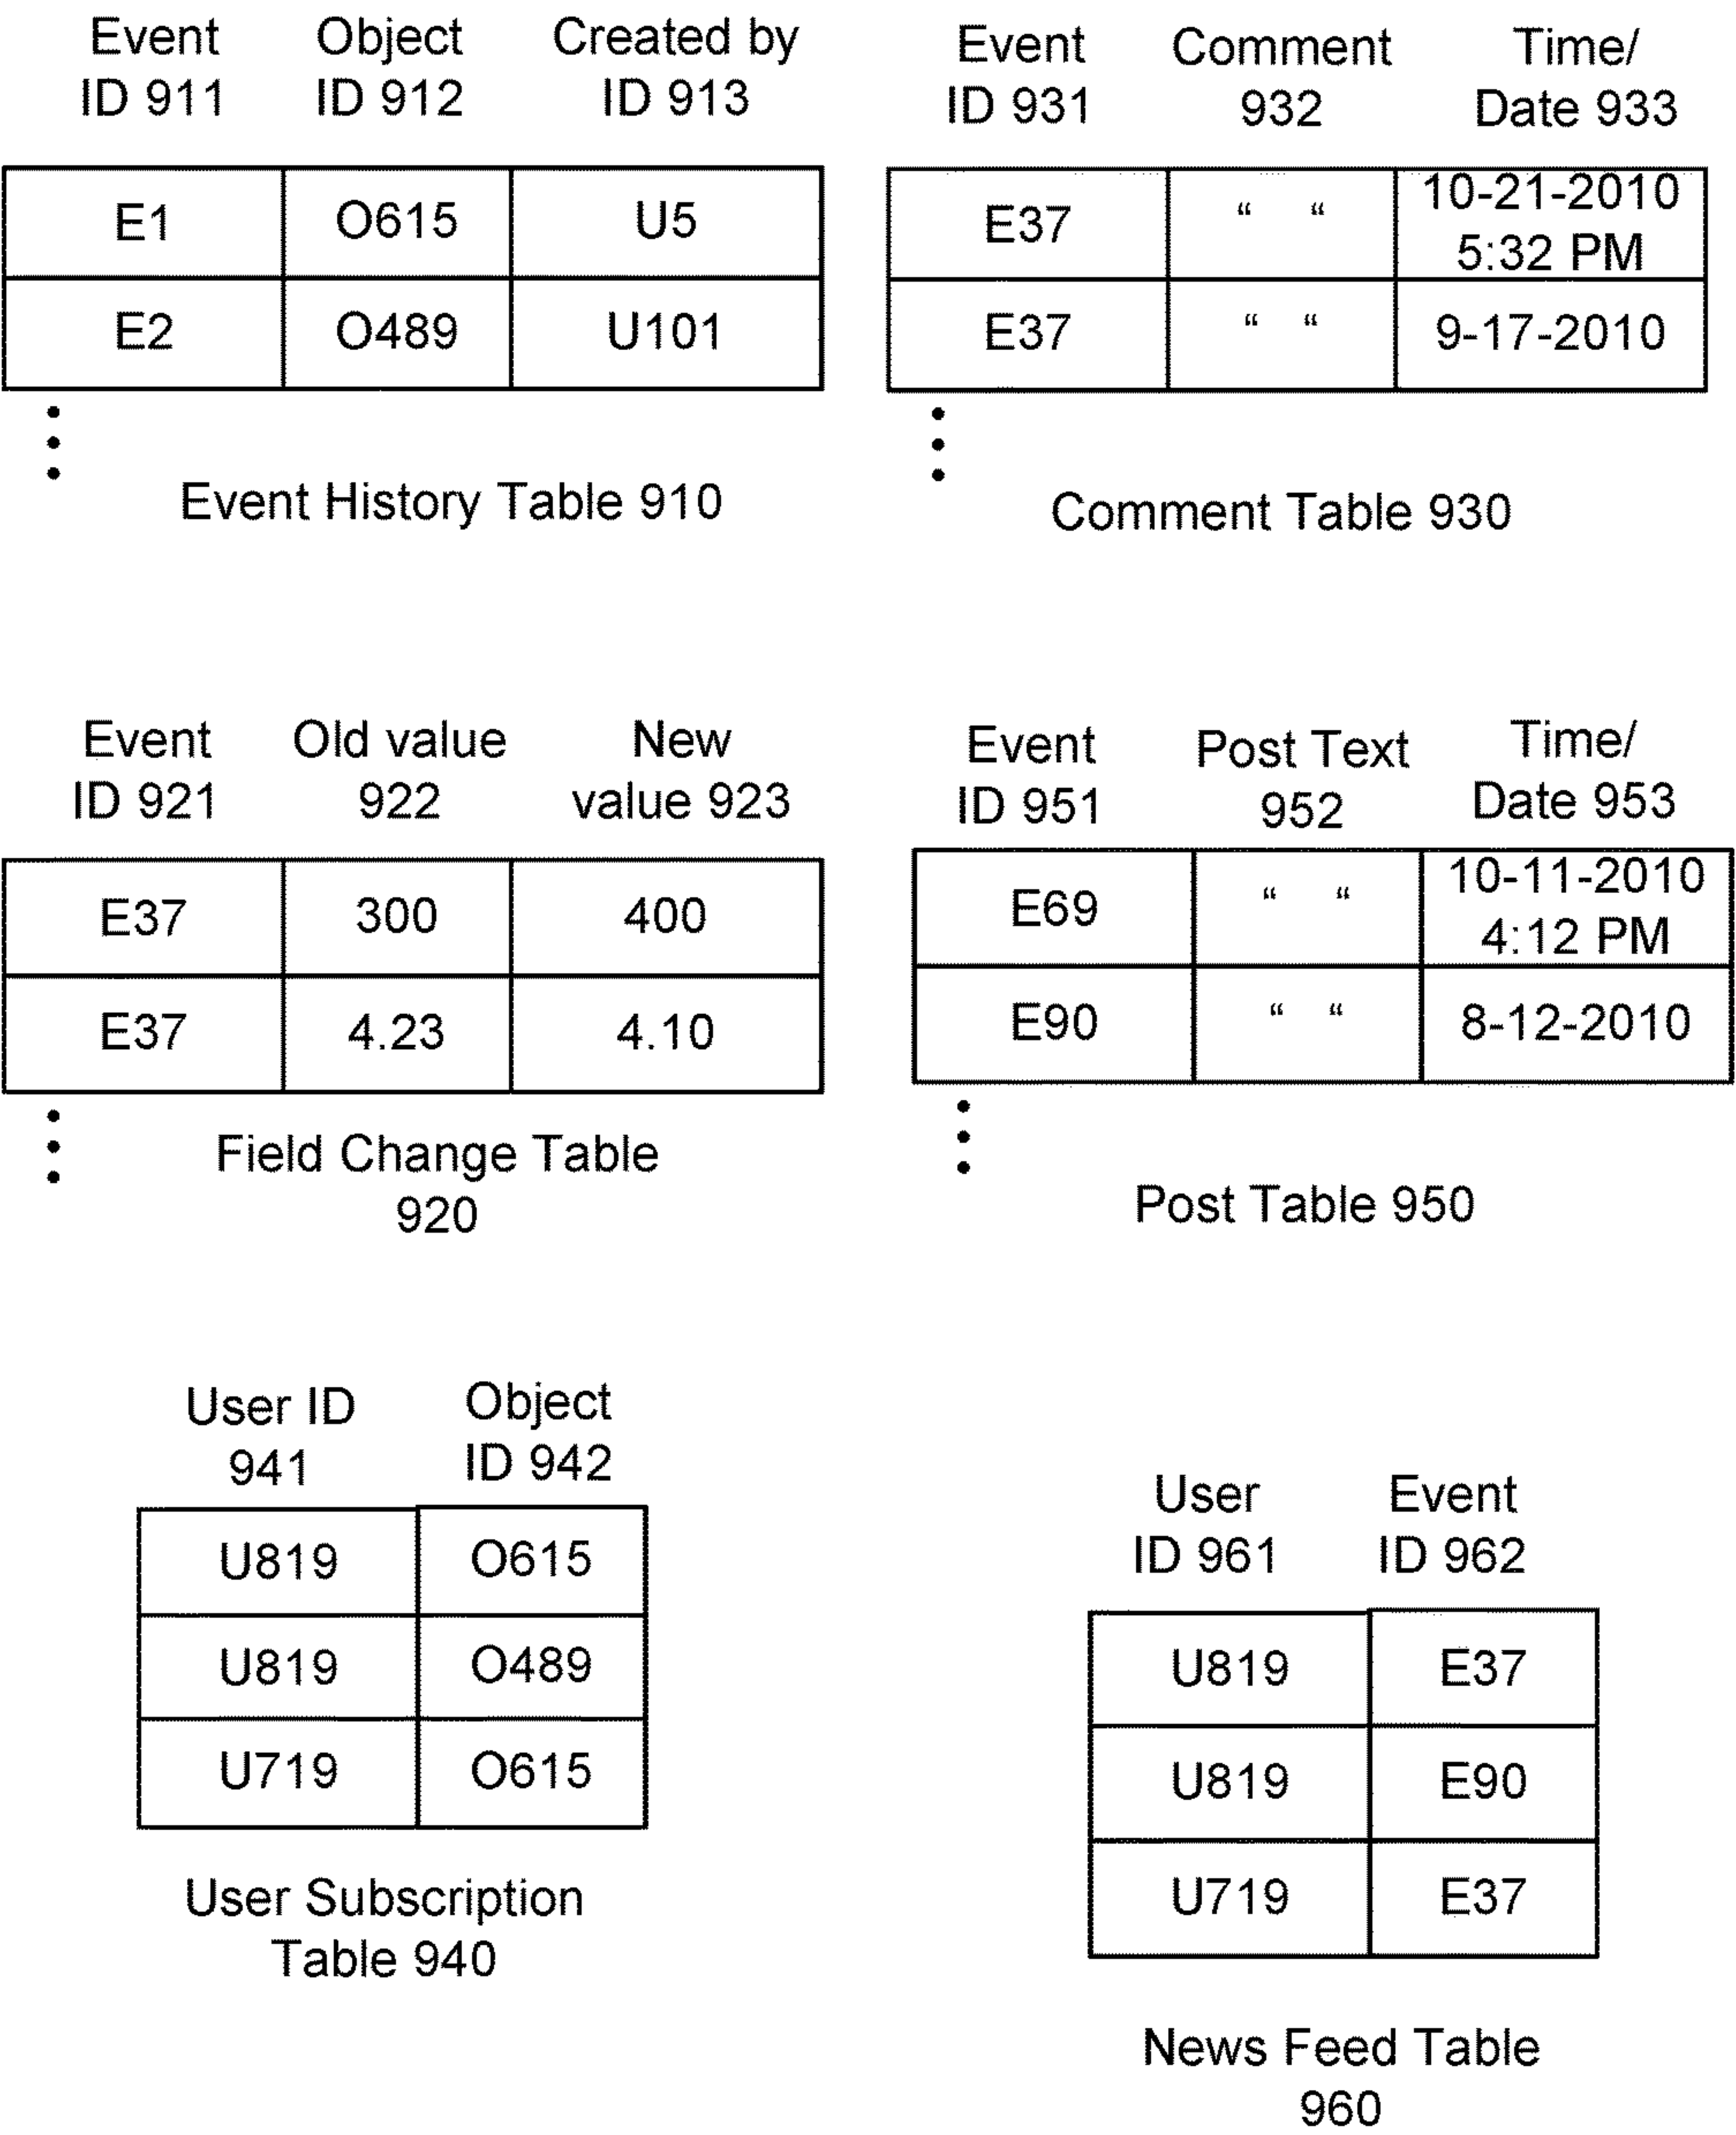 Event ID 911 Object ID 912 Created by ID 913
E1 O615 U5
E2 O489 U101
Event History Table 910
Event ID 931 Comment 932 Time/ Date 933
E37 “ “ 10-21-2010 5:32 PM
E37 “ “ 9-17-2010
Comment Table 930
Event ID 921 Old value 922 New value 923
E37 300 400
E37 4.23 4.10
Field Change Table
920
Event ID 951 Post Text 952 Time/ Date 953
E69 “ “ 10-11-2010 4:12 PM
E90 “ “ 8-12-2010
Post Table 950
User ID 941 Object ID 942
U819 O615
U819 O489
U719 O615
User Subscription
Table 940
User ID 961 Event ID 962
U819 E37
U819 E90
U719 E37
News Feed Table
960